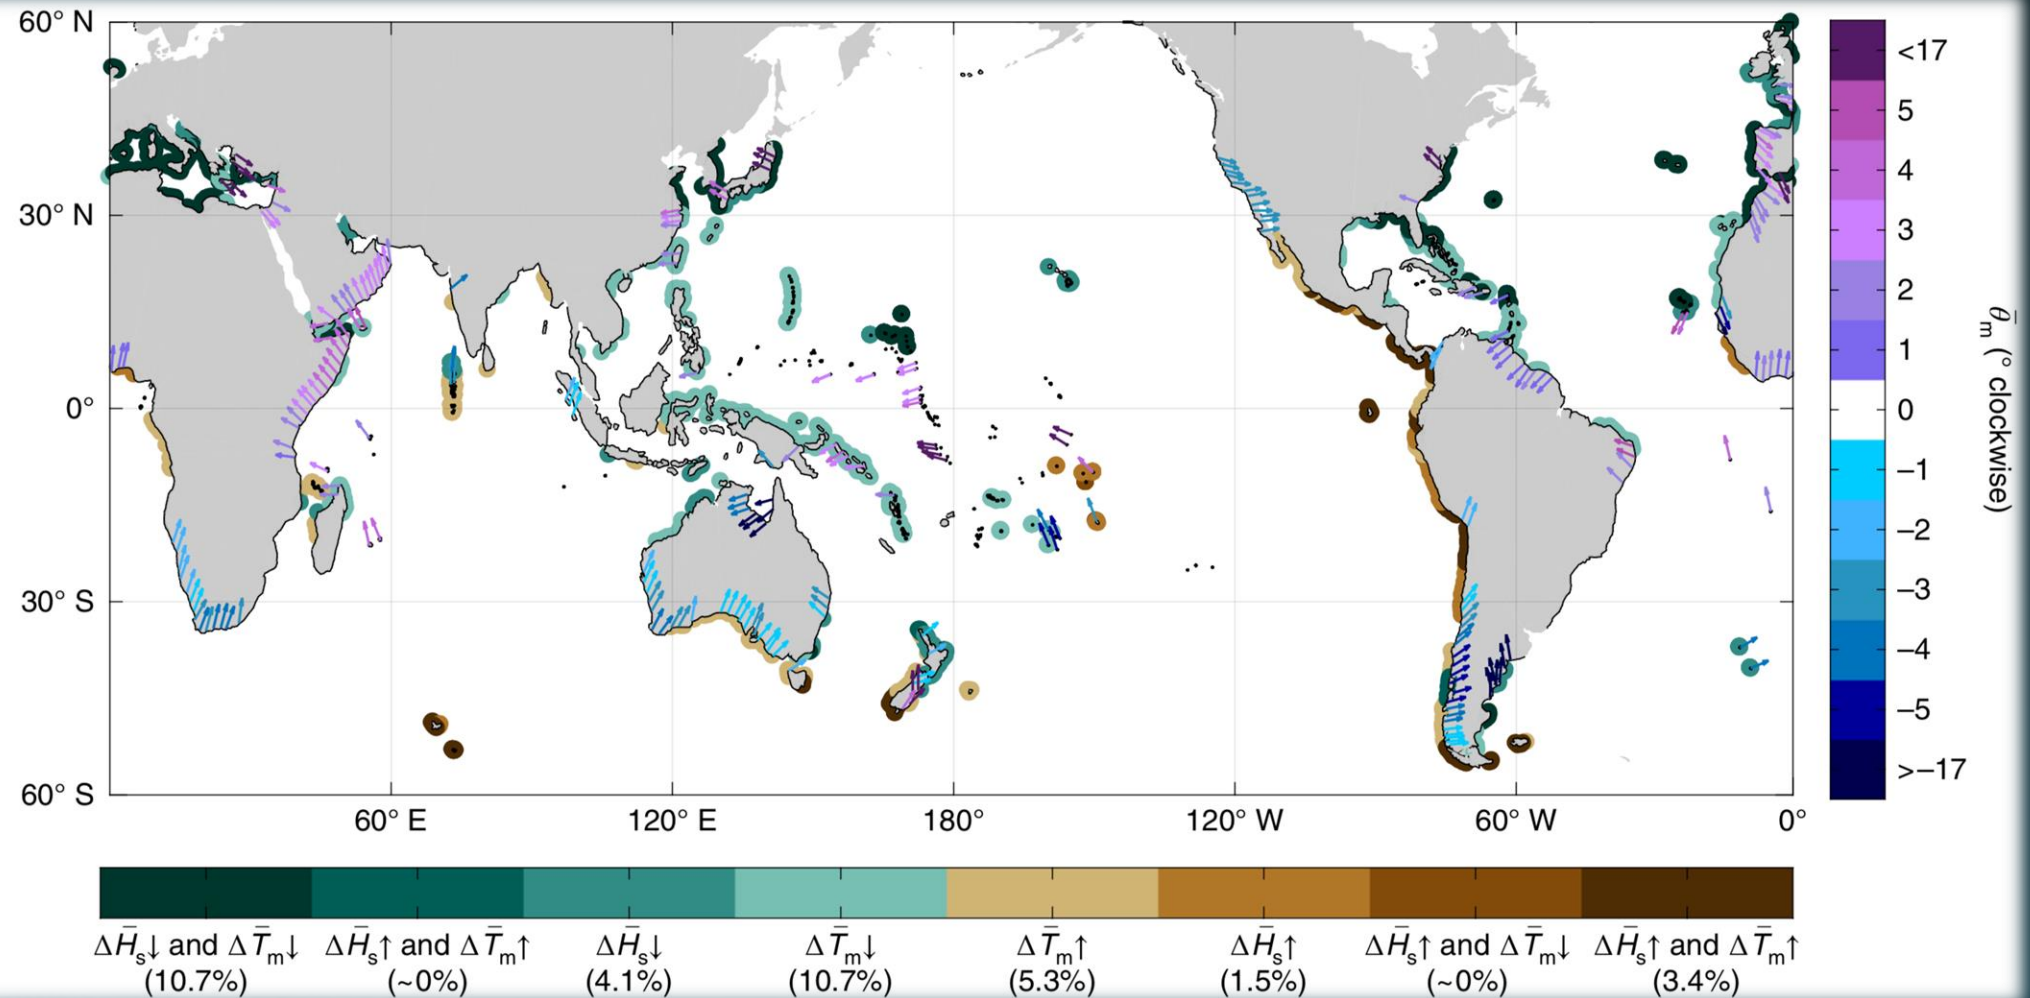 60° N
30° N
0°
30° S
60° S
60° E
120° E
180°
120° W
60° W
0°
<17
5
4
3
2
1
0
−1
−2
−3
−4
−5
>−17
θ̄m (° clockwise)
ΔH̄s↓ and ΔT̄m↓
(10.7%)
ΔH̄s↑ and ΔT̄m↑
(~0%)
ΔH̄s↓
(4.1%)
ΔT̄m↓
(10.7%)
ΔT̄m↑
(5.3%)
ΔH̄s↑
(1.5%)
ΔH̄s↑ and ΔT̄m↓
(~0%)
ΔH̄s↑ and ΔT̄m↑
(3.4%)